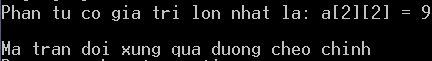 Phan tu co gia tri lon nhat la: a[2][2] = 9
Ma tran doi xung qua duong cheo chinh